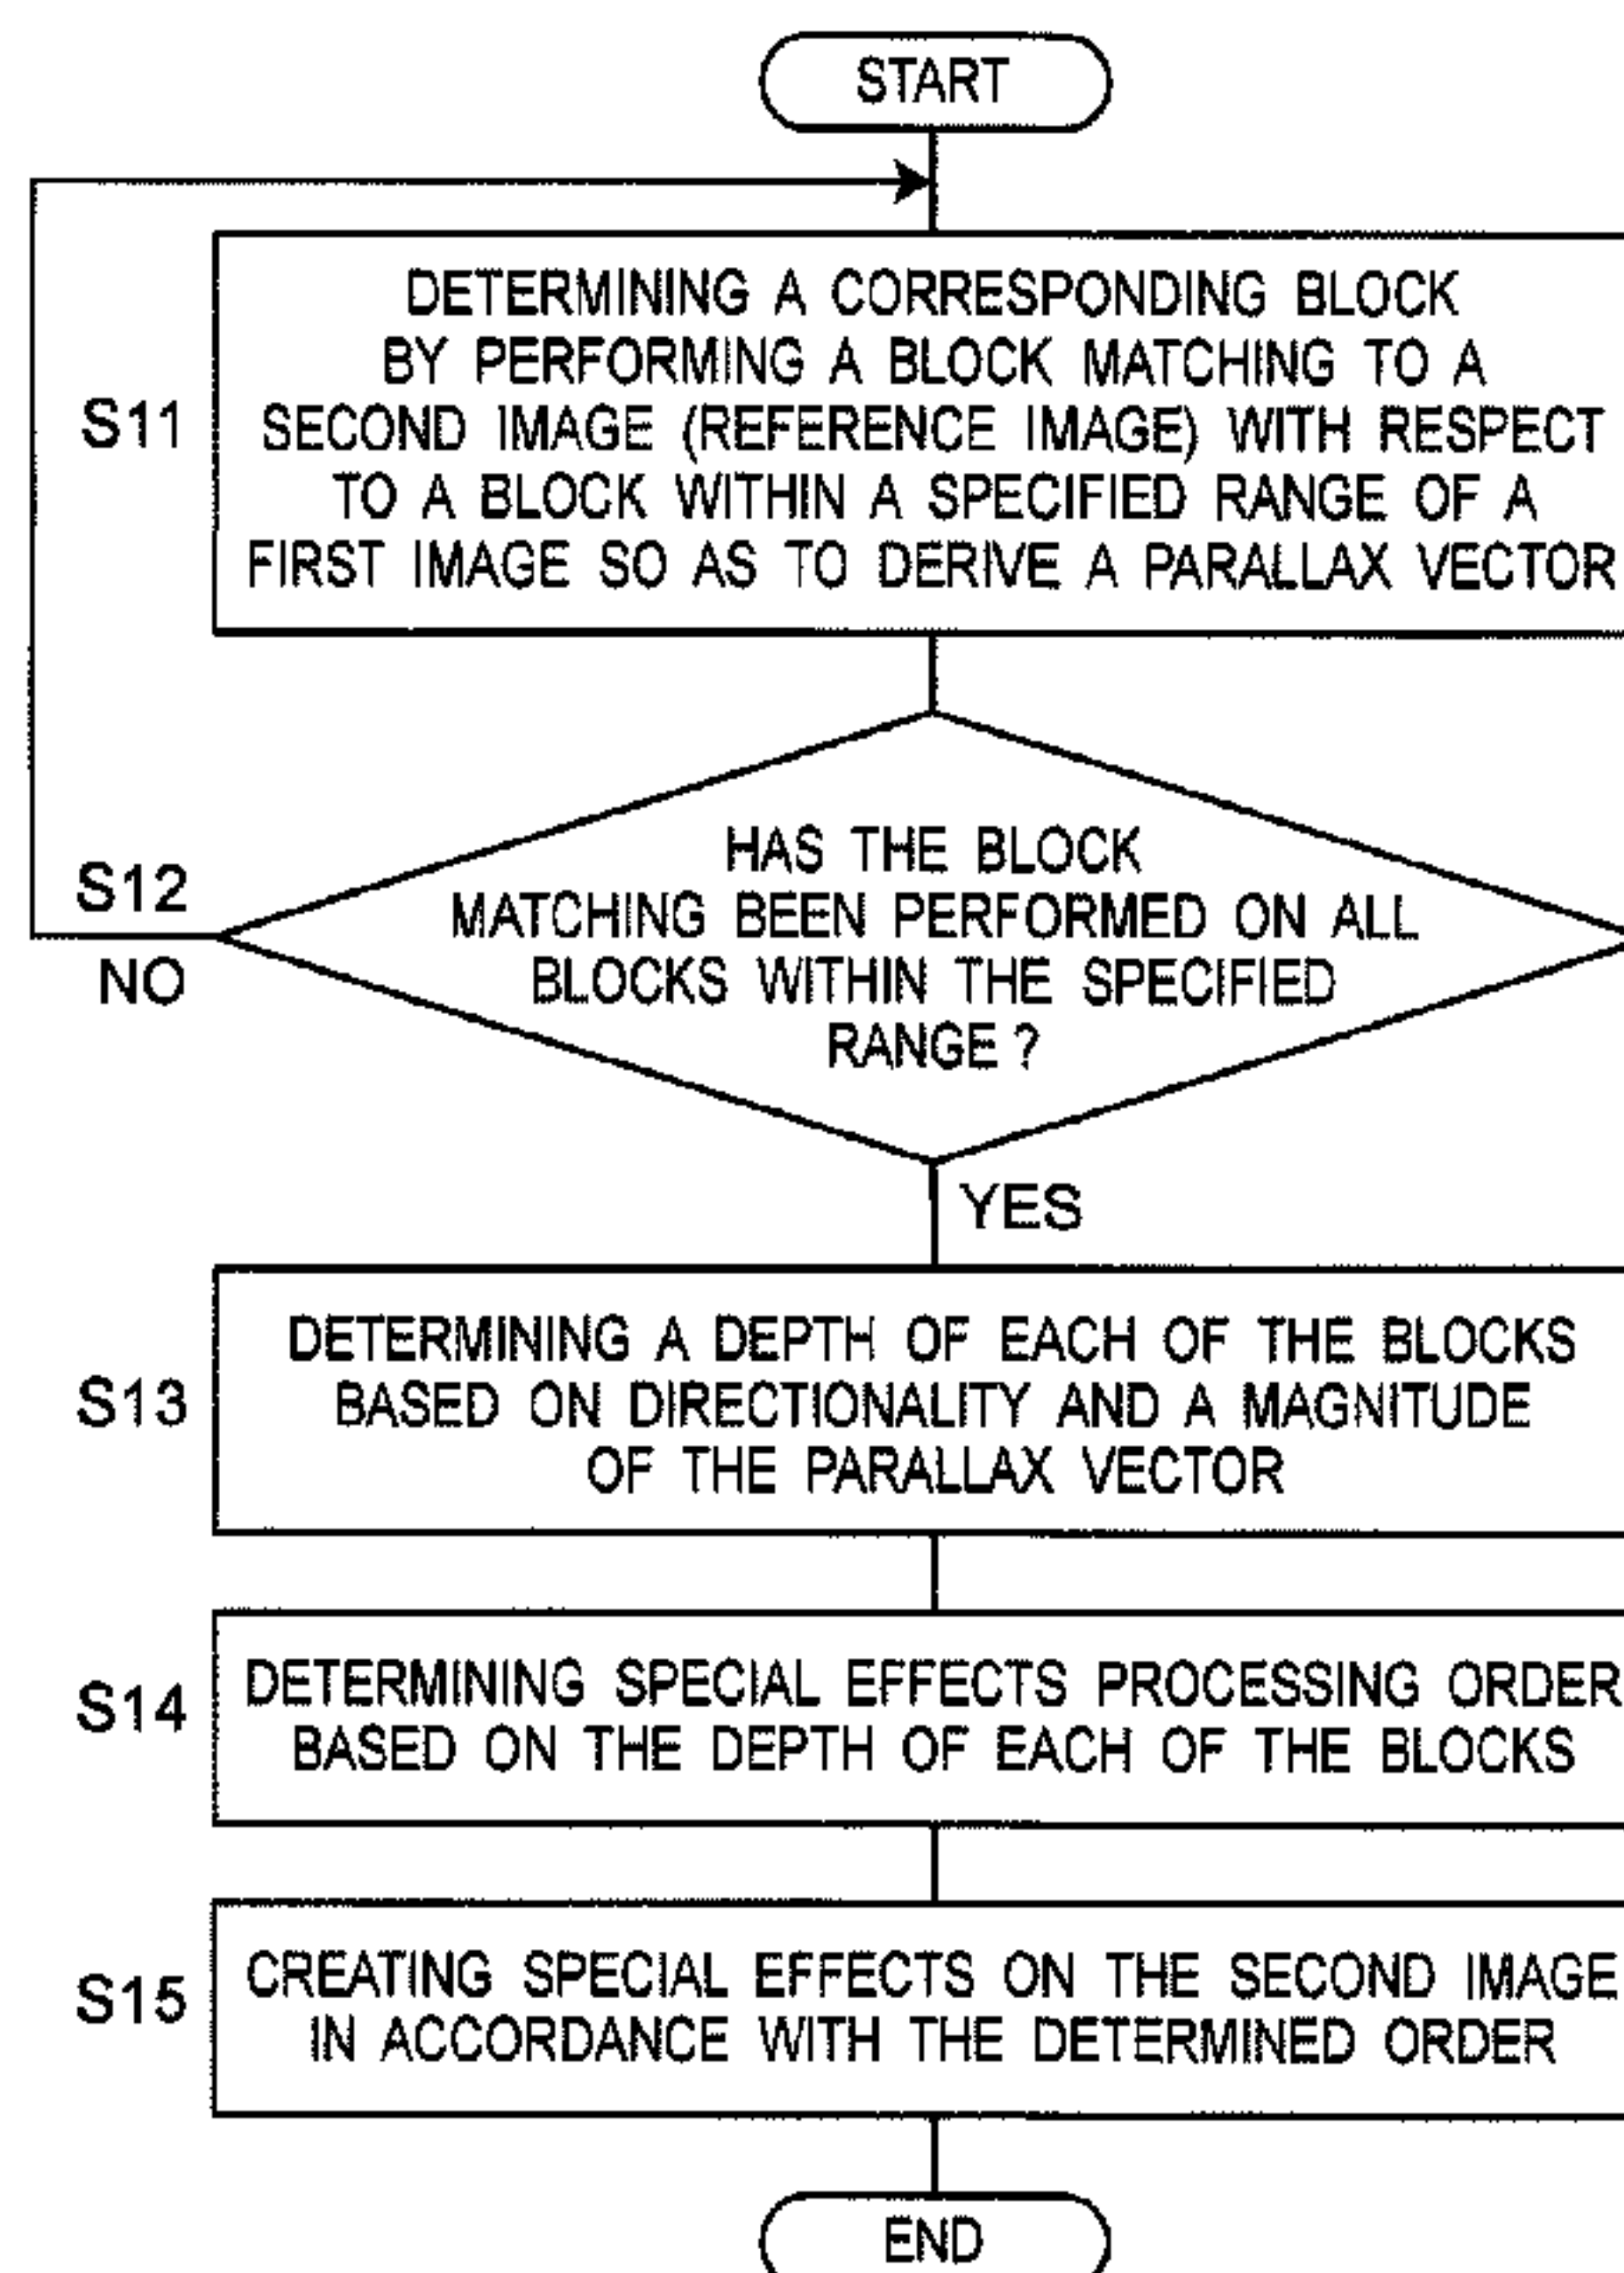 START
S11
DETERMINING A CORRESPONDING BLOCK
BY PERFORMING A BLOCK MATCHING TO A
SECOND IMAGE (REFERENCE IMAGE) WITH RESPECT
TO A BLOCK WITHIN A SPECIFIED RANGE OF A
FIRST IMAGE SO AS TO DERIVE A PARALLAX VECTOR
S12
NO
HAS THE BLOCK
MATCHING BEEN PERFORMED ON ALL
BLOCKS WITHIN THE SPECIFIED
RANGE ?
YES
S13
DETERMINING A DEPTH OF EACH OF THE BLOCKS
BASED ON DIRECTIONALITY AND A MAGNITUDE
OF THE PARALLAX VECTOR
S14
DETERMINING SPECIAL EFFECTS PROCESSING ORDER
BASED ON THE DEPTH OF EACH OF THE BLOCKS
S15
CREATING SPECIAL EFFECTS ON THE SECOND IMAGE
IN ACCORDANCE WITH THE DETERMINED ORDER
END